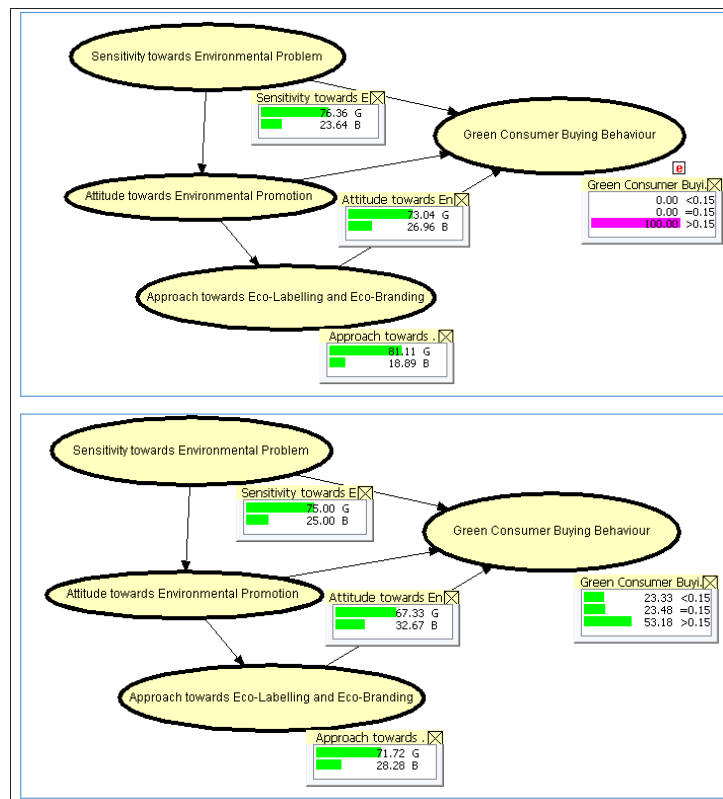 Sensitivity towards Environmental Problem
Sensitivity towards E
76.36 G
23.64 B
Green Consumer Buying Behaviour
e
Green Consumer Buyi.
0.00 <0.15
0.00 =0.15
100.00 >0.15
Attitude towards Environmental Promotion
Attitude towards En
73.04 G
26.96 B
Approach towards Eco-Labelling and Eco-Branding
Approach towards .
81.11 G
18.89 B
Sensitivity towards Environmental Problem
Sensitivity towards E
75.00 G
25.00 B
Green Consumer Buying Behaviour
Green Consumer Buyi.
23.33 <0.15
23.48 =0.15
53.18 >0.15
Attitude towards Environmental Promotion
Attitude towards En
67.33 G
32.67 B
Approach towards Eco-Labelling and Eco-Branding
Approach towards .
71.72 G
28.28 B